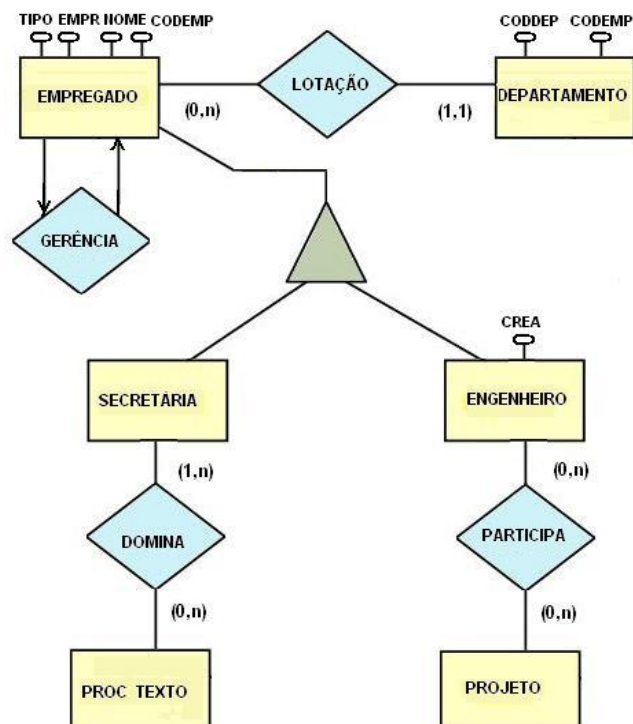 TIPO EMPR NOME CODEMP
CODDEP CODEMP
EMPREGADO
LOTAÇÃO
DEPARTAMENTO
(0,n)
(1,1)
GERÊNCIA
CREA
SECRETÁRIA
ENGENHEIRO
(1,n)
(0,n)
DOMINA
PARTICIPA
(0,n)
(0,n)
PROC TEXTO
PROJETO